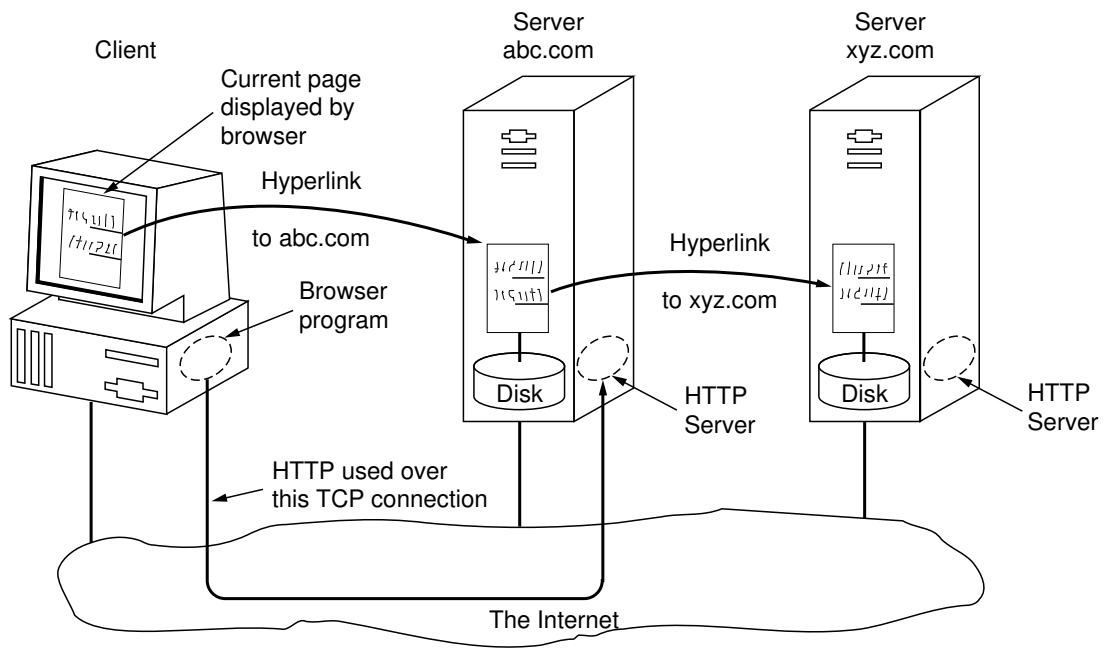 Client
Server
abc.com
Server
xyz.com
Current page
displayed by
browser
Hyperlink
to abc.com
Hyperlink
to xyz.com
Browser
program
Disk
HTTP
Server
Disk
HTTP
Server
HTTP used over
this TCP connection
The Internet